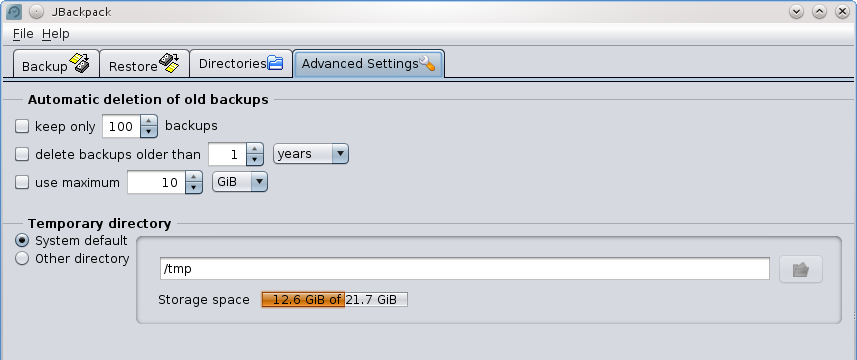 JBackpack
File Help
Backup Restore Directories Advanced Settings
Automatic deletion of old backups
keep only 100 backups
delete backups older than 1 years
use maximum 10 GiB
Temporary directory
System default
Other directory
/tmp
Storage space 12.6 GiB of 21.7 GiB